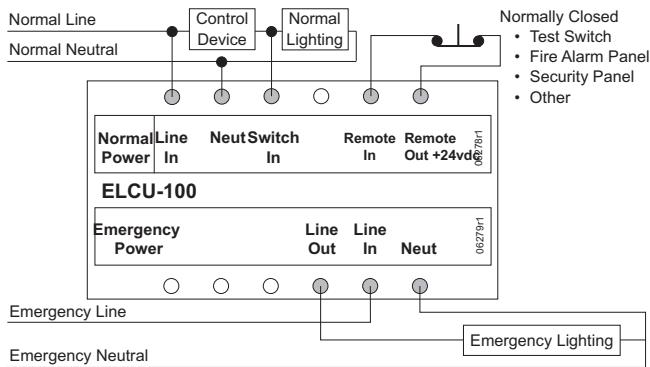 Normal Line
Control Device
Normal Lighting
Normal Neutral
Normally Closed
• Test Switch
• Fire Alarm Panel
• Security Panel
• Other
Normal Power
Line In
Neut
Switch In
Remote In
Remote Out +24vdc
06278r1
ELCU-100
Emergency Power
Line Out
Line In
Neut
06279r1
Emergency Line
Emergency Lighting
Emergency Neutral